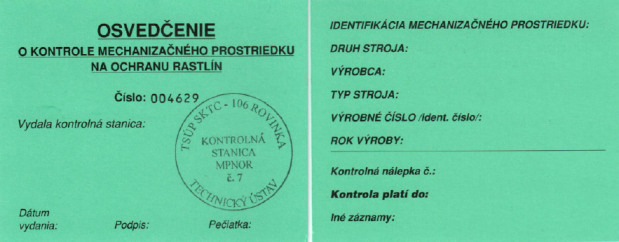 OSVEDČENIE
O KONTROLE MECHANIZAČNÉHO PROSTRIEDKU
NA OCHRANU RASTLÍN
Číslo: 004629
Vydala kontrolná stanica:
TSÚP SKTC - 106 ROVINKA
KONTROLNÁ
STANICA
MPNOR
č. 7
TECHNICKÝ ÚSTAV
Dátum
vydania:
Podpis:
Pečiatka:
IDENTIFIKÁCIA MECHANIZAČNÉHO PROSTRIEDKU:
DRUH STROJA:
VÝROBCA:
TYP STROJA:
VÝROBNÉ ČÍSLO /ident. číslo/:
ROK VÝROBY:
Kontrolná nálepka č.:
Kontrola platí do:
Iné záznamy: